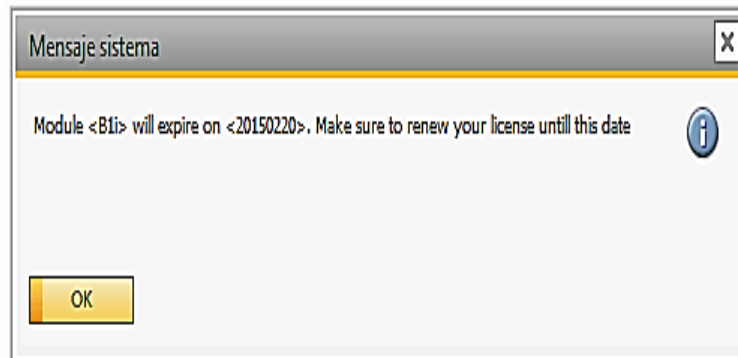 Mensaje sistema
Module <B1i> will expire on <20150220>. Make sure to renew your license untill this date
OK